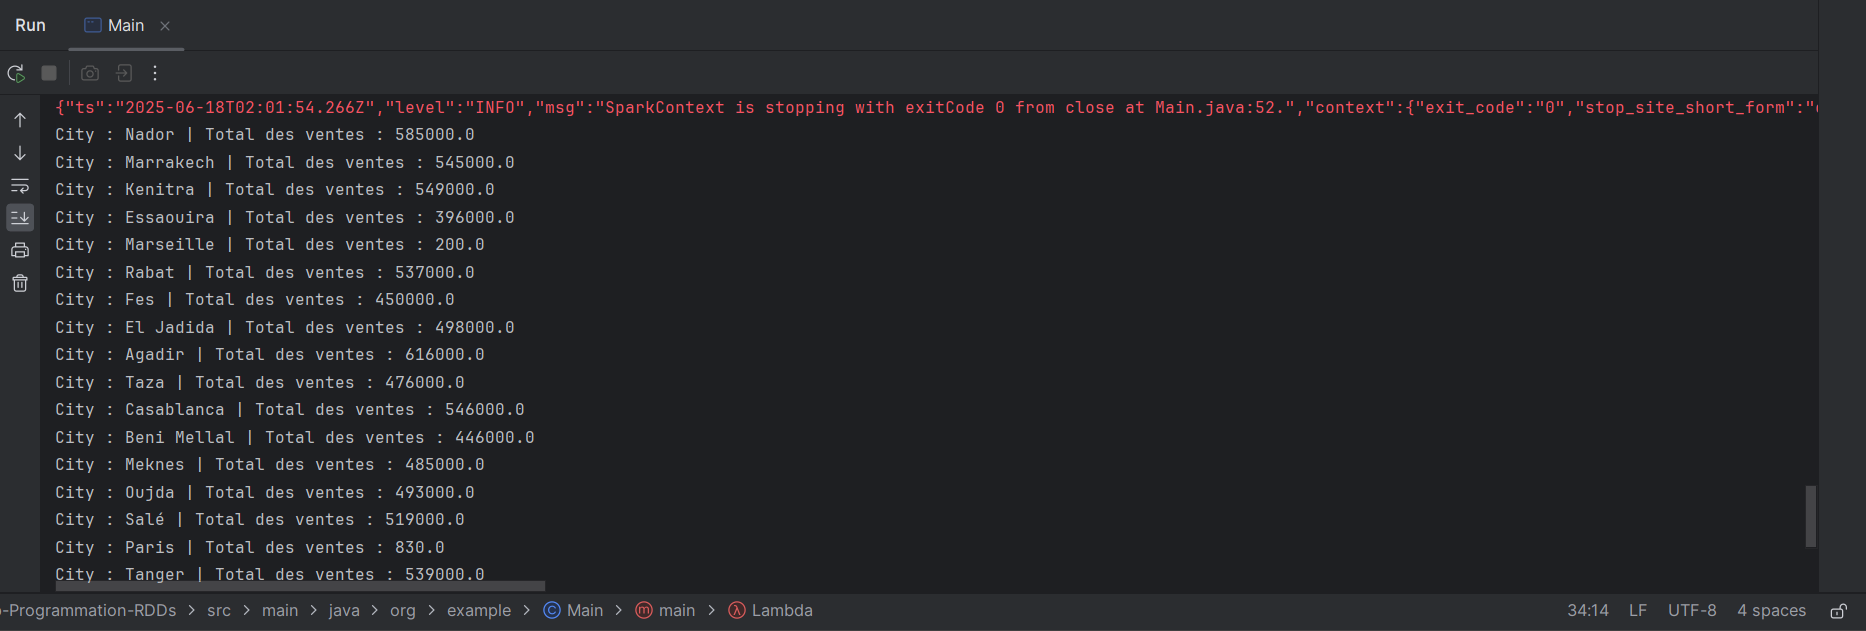 Run Main
{"ts":"2025-06-18T02:01:54.266Z","level":"INFO","msg":"SparkContext is stopping with exitCode 0 from close at Main.java:52.","context":{"exit_code":"0","stop_site_short_form":"
City : Nador | Total des ventes : 585000.0
City : Marrakech | Total des ventes : 545000.0
City : Kenitra | Total des ventes : 549000.0
City : Essaouira | Total des ventes : 396000.0
City : Marseille | Total des ventes : 200.0
City : Rabat | Total des ventes : 537000.0
City : Fes | Total des ventes : 450000.0
City : El Jadida | Total des ventes : 498000.0
City : Agadir | Total des ventes : 616000.0
City : Taza | Total des ventes : 476000.0
City : Casablanca | Total des ventes : 546000.0
City : Beni Mellal | Total des ventes : 446000.0
City : Meknes | Total des ventes : 485000.0
City : Oujda | Total des ventes : 493000.0
City : Salé | Total des ventes : 519000.0
City : Paris | Total des ventes : 830.0
City : Tanger | Total des ventes : 539000.0
-Programmation-RDDs > src > main > java > org > example > Main > main > Lambda 34:14 LF UTF-8 4 spaces